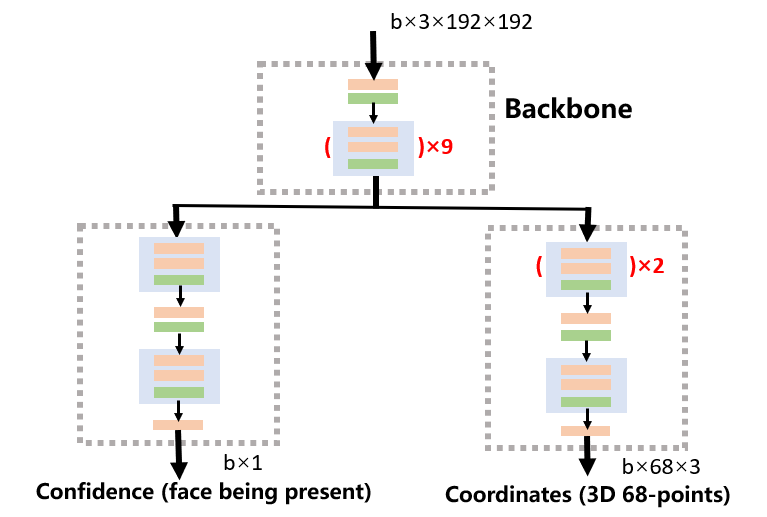 b×3×192×192
Backbone
( )×9
( )×2
b×1
b×68×3
Confidence (face being present)
Coordinates (3D 68-points)